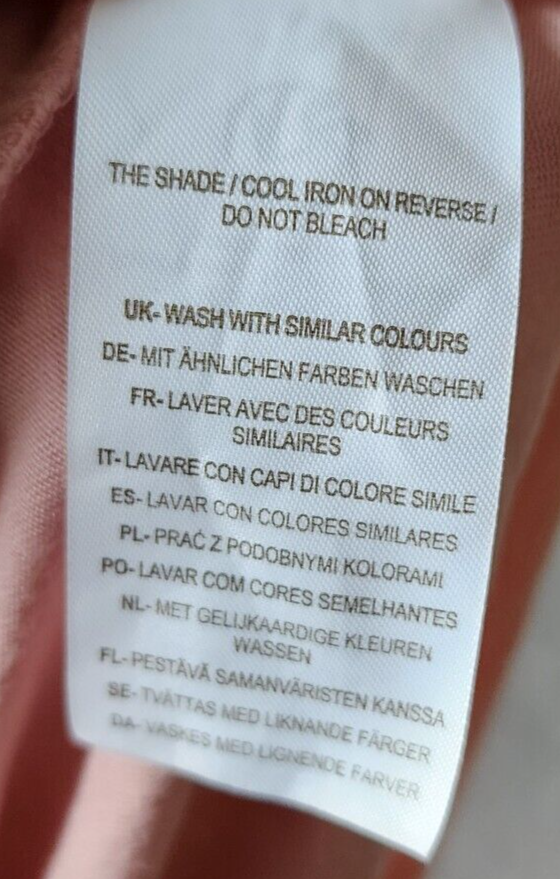 THE SHADE / COOL IRON ON REVERSE /
DO NOT BLEACH
UK- WASH WITH SIMILAR COLOURS
DE- MIT ÄHNLICHEN FARBEN WASCHEN
FR- LAVER AVEC DES COULEURS
SIMILAIRES
IT- LAVARE CON CAPI DI COLORE SIMILE
ES- LAVAR CON COLORES SIMILARES
PL- PRAĆ Z PODOBNYMI KOLORAMI
PO- LAVAR COM CORES SEMELHANTES
NL- MET GELIJKAARDIGE KLEUREN
WASSEN
FL- PESTÄVÄ SAMANVÄRISTEN KANSSA
SE- TVÄTTAS MED LIKNANDE FÄRGER
DA- VASKES MED LIGNENDE FARVER